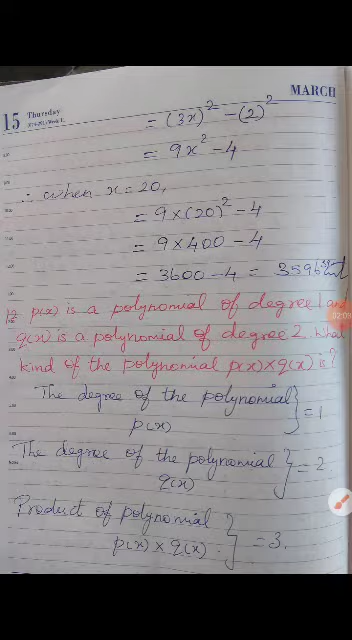 MARCH
15 Thursday
= (3x)² - (2)²
= 9x² - 4
∴ when x = 20,
= 9 × (20)² - 4
= 9 × 400 - 4
= 3600 - 4 = 3596
p(x) is a polynomial of degree 1 and
q(x) is a polynomial of degree 2. What
kind of the polynomial p(x) × q(x) is?
The degree of the polynomial
p(x) } = 1
The degree of the polynomial
q(x) } = 2
Product of polynomial
p(x) × q(x) } = 3.